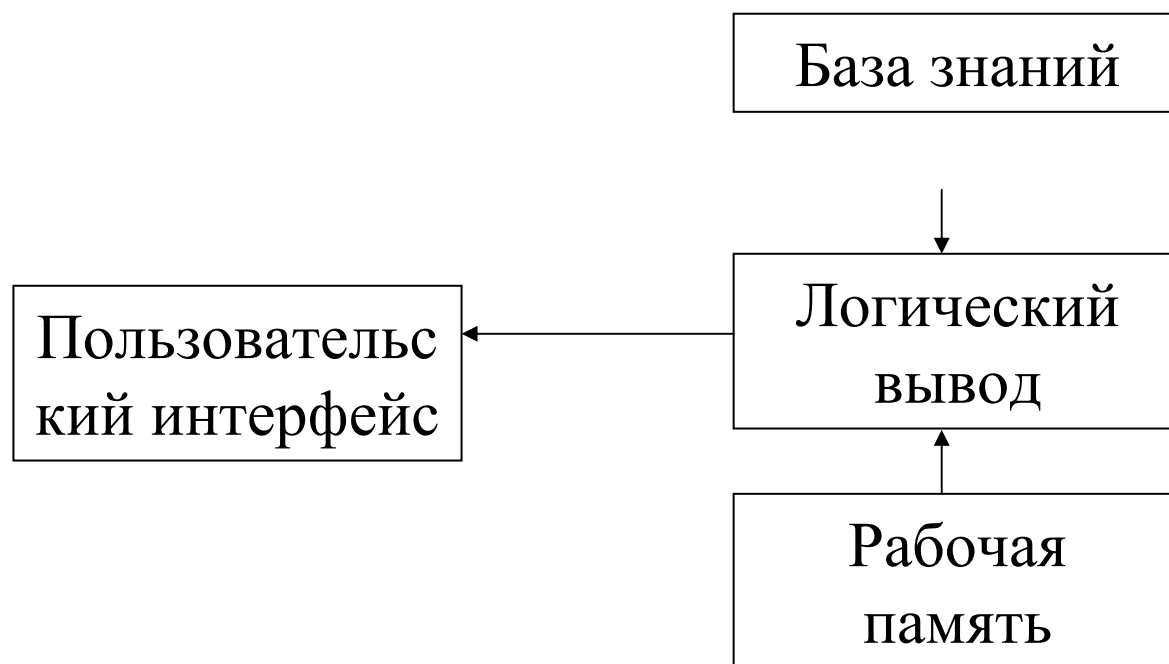 База знаний
Логический
вывод
Пользовательс
кий интерфейс
Рабочая
память